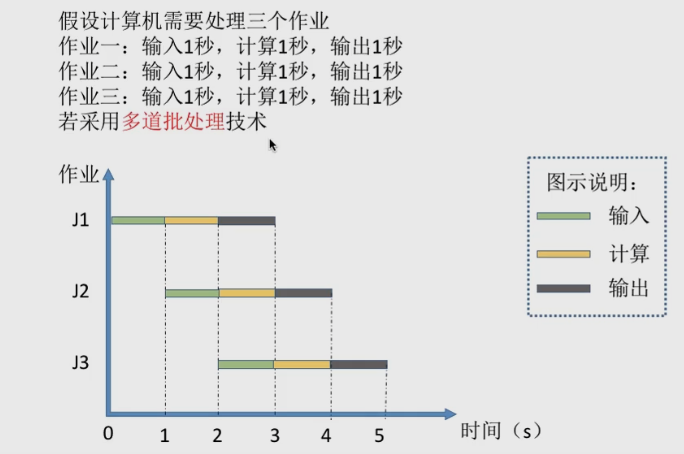 假设计算机需要处理三个作业
作业一：输入1秒，计算1秒，输出1秒
作业二：输入1秒，计算1秒，输出1秒
作业三：输入1秒，计算1秒，输出1秒
若采用多道批处理技术
作业
图示说明：
输入
计算
输出
J1
J2
J3
0 1 2 3 4 5 时间（s）